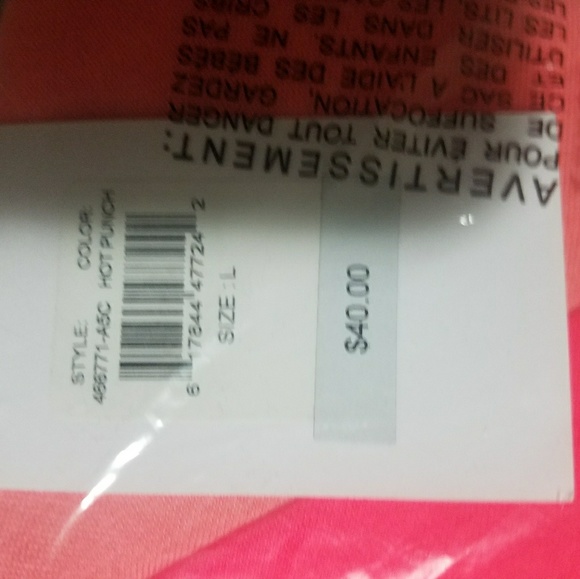 AVERTISSEMENT:
POUR ÉVITER TOUT DANGER
DE SUFFOCATION, GARDEZ
CE SAC A L'AIDE DES BÉBÉS
ET DES ENFANTS. NE PAS
UTILISER DANS LES CRIBS
LES LITS, LES
STYLE: COLOR:
466771-A5C HOT PUNCH
6 17844 47724 2
SIZE : L
$40.00